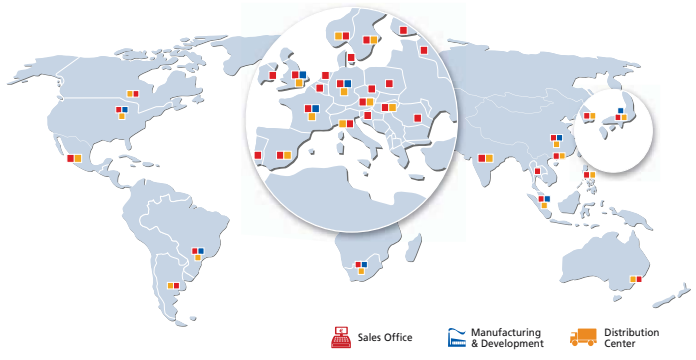 Sales Office
Manufacturing
& Development
Distribution
Center